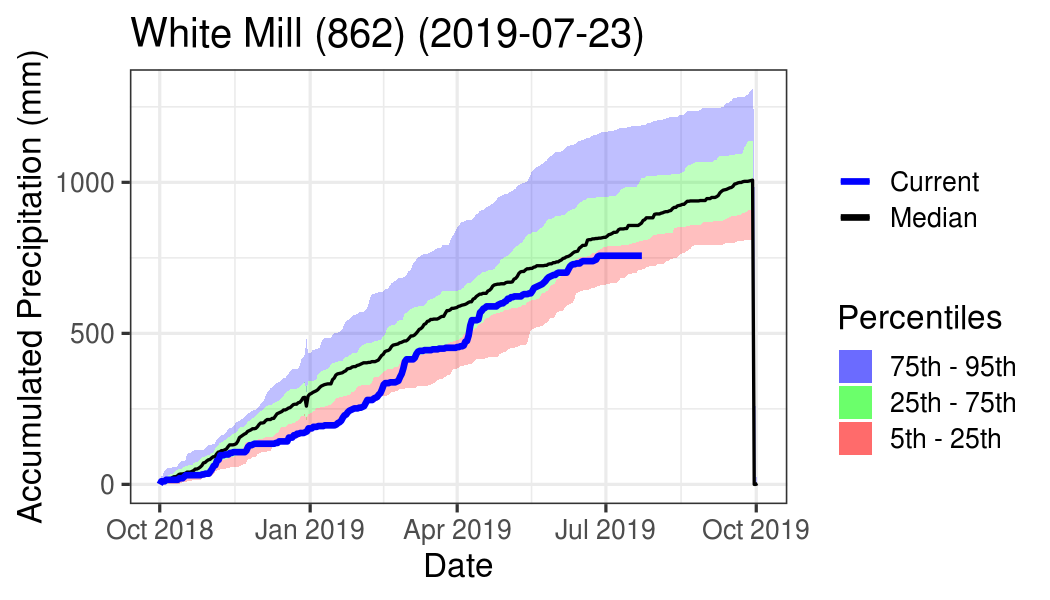 White Mill (862) (2019-07-23)
Accumulated Precipitation (mm)
1000
500
0
Oct 2018
Jan 2019
Apr 2019
Jul 2019
Oct 2019
Date
Current
Median
Percentiles
75th - 95th
25th - 75th
5th - 25th